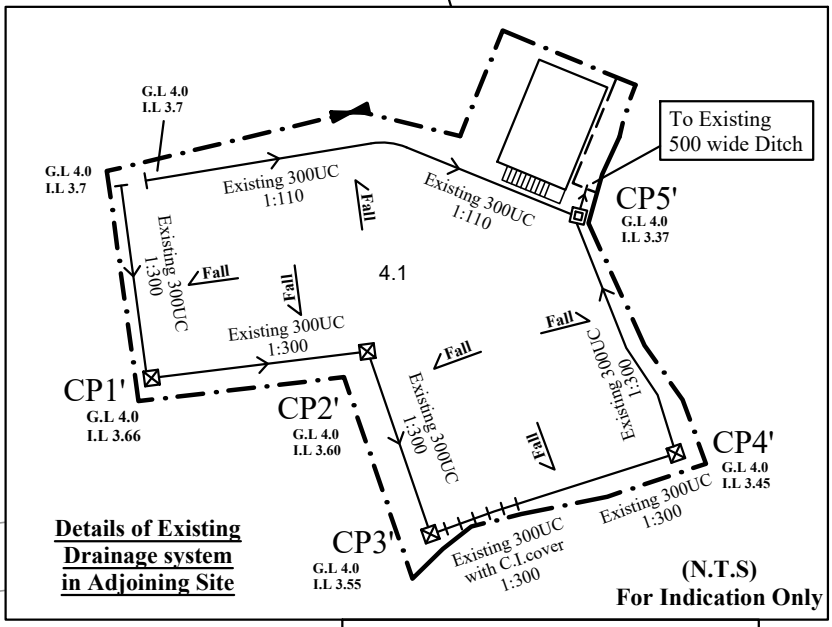 G.L 4.0
I.L 3.7
G.L 4.0
I.L 3.7
To Existing
500 wide Ditch
Existing 300UC
1:110
Existing 300UC
1:110
CP5'
G.L 4.0
I.L 3.37
Fall
Existing 300UC
1:300
Fall
Fall
4.1
Existing 300UC
1:300
Fall
Fall
Existing 300UC
1:300
CP1'
G.L 4.0
I.L 3.66
CP2'
G.L 4.0
I.L 3.60
Existing 300UC
1:300
Fall
CP4'
G.L 4.0
I.L 3.45
Existing 300UC
1:300
CP3'
G.L 4.0
I.L 3.55
Existing 300UC
with C.I.cover
1:300
Details of Existing
Drainage system
in Adjoining Site
(N.T.S)
For Indication Only